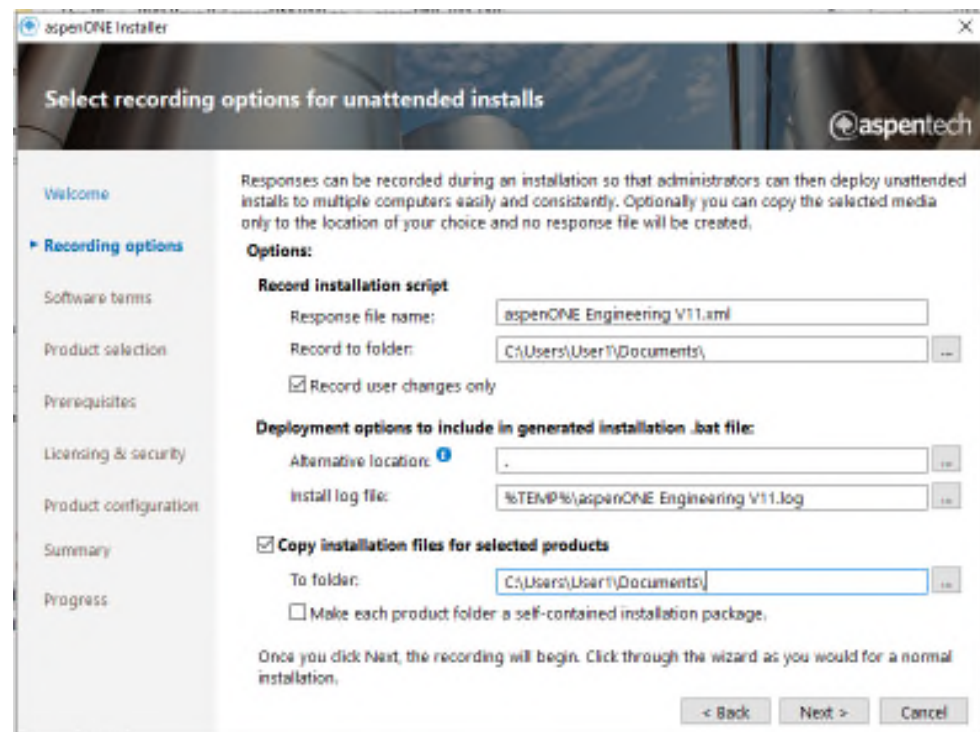 aspenONE Installer
Select recording options for unattended installs
aspentech
Welcome
Recording options
Software terms
Product selection
Prerequisites
Licensing & security
Product configuration
Summary
Progress
Responses can be recorded during an installation so that administrators can then deploy unattended
installs to multiple computers easily and consistently. Optionally you can copy the selected media
only to the location of your choice and no response file will be created.
Options:
Record installation script
Response file name: aspenONE Engineering V11.xml
Record to folder: C:\Users\User1\Documents\ ...
Record user changes only
Deployment options to include in generated installation .bat file:
Alternative location: . ...
Install log file: %TEMP%\aspenONE Engineering V11.log ...
Copy installation files for selected products
To folder: C:\Users\User1\Documents\ ...
Make each product folder a self-contained installation package.
Once you click Next, the recording will begin. Click through the wizard as you would for a normal
installation.
< Back Next > Cancel